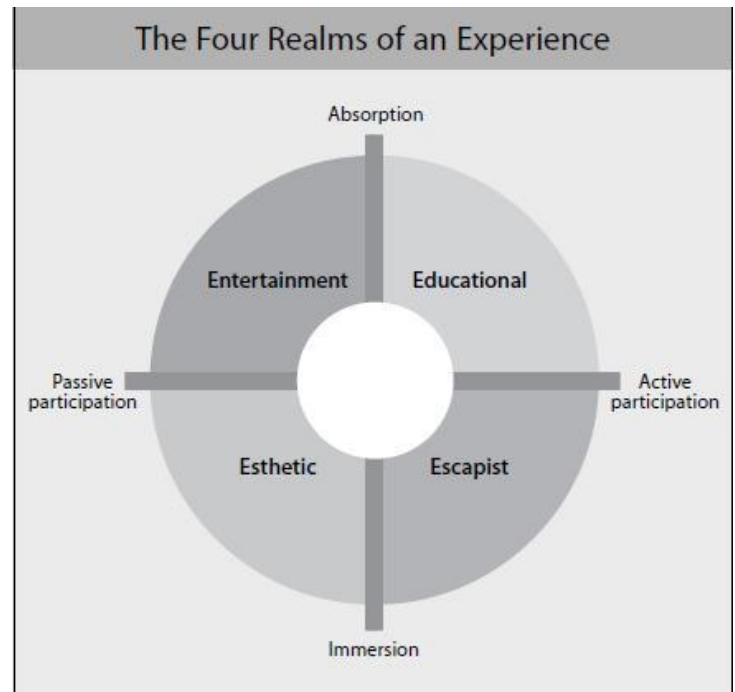 The Four Realms of an Experience
Absorption
Entertainment
Educational
Passive
participation
Active
participation
Esthetic
Escapist
Immersion